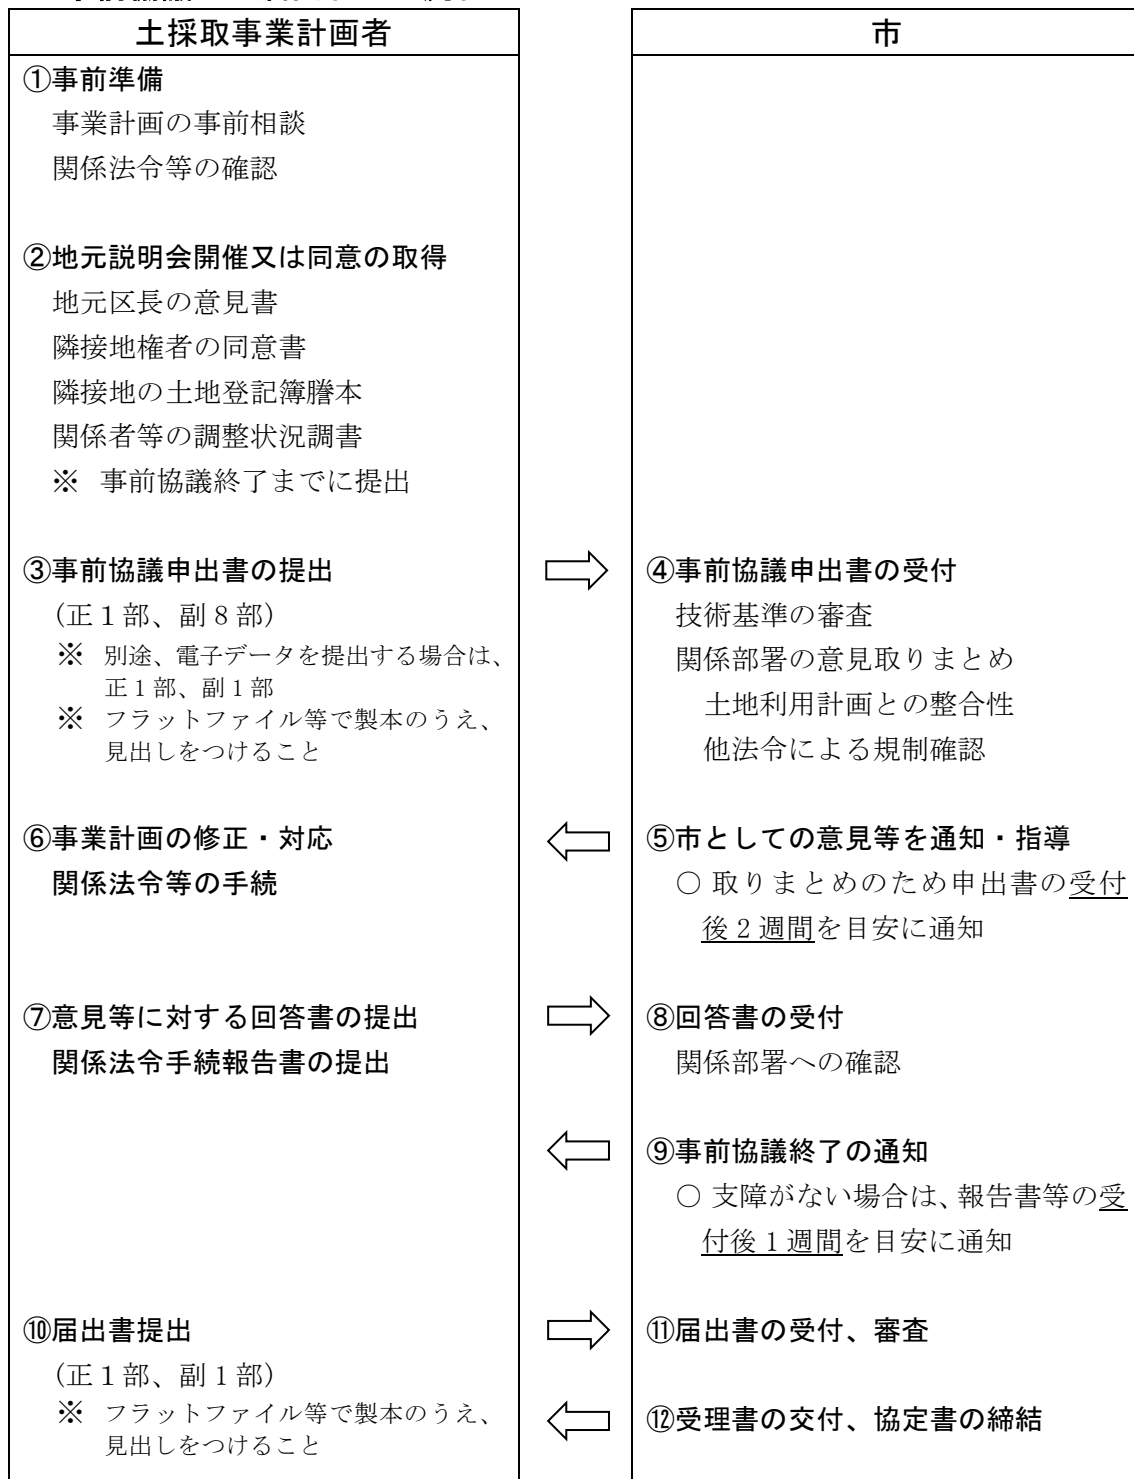 土採取事業計画者
市
①事前準備
事業計画の事前相談
関係法令等の確認
②地元説明会開催又は同意の取得
地元区長の意見書
隣接地権者の同意書
隣接地の土地登記簿謄本
関係者等の調整状況調書
※ 事前協議終了までに提出
③事前協議申出書の提出
(正1部、副8部)
※ 別途、電子データを提出する場合は、
正1部、副1部
※ フラットファイル等で製本のうえ、
見出しをつけること
④事前協議申出書の受付
技術基準の審査
関係部署の意見取りまとめ
土地利用計画との整合性
他法令による規制確認
⑥事業計画の修正・対応
関係法令等の手続
⑤市としての意見等を通知・指導
○ 取りまとめのため申出書の受付
後2週間を目安に通知
⑦意見等に対する回答書の提出
関係法令手続報告書の提出
⑧回答書の受付
関係部署への確認
⑨事前協議終了の通知
○ 支障がない場合は、報告書等の受
付後1週間を目安に通知
⑩届出書提出
(正1部、副1部)
※ フラットファイル等で製本のうえ、
見出しをつけること
⑪届出書の受付、審査
⑫受理書の交付、協定書の締結